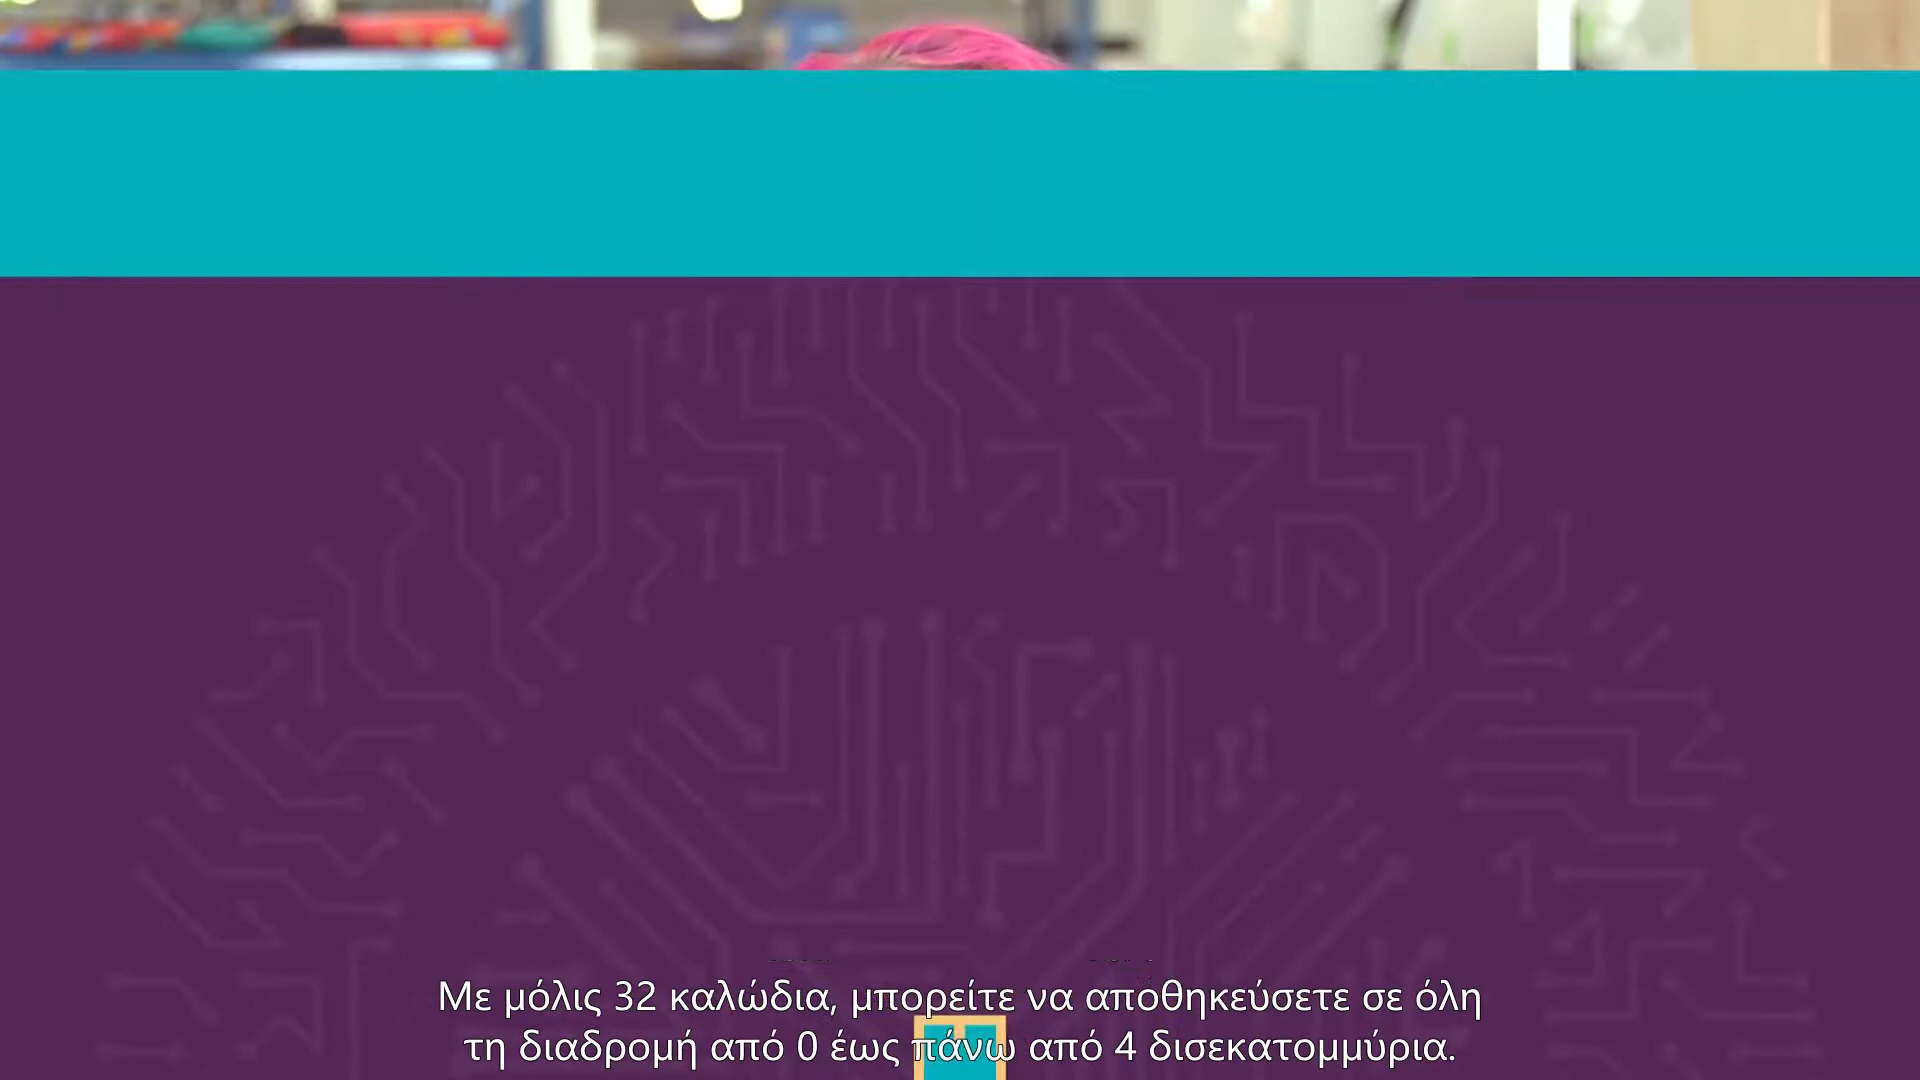 Με μόλις 32 καλώδια, μπορείτε να αποθηκεύσετε σε όλη
τη διαδρομή από 0 έως πάνω από 4 δισεκατομμύρια.